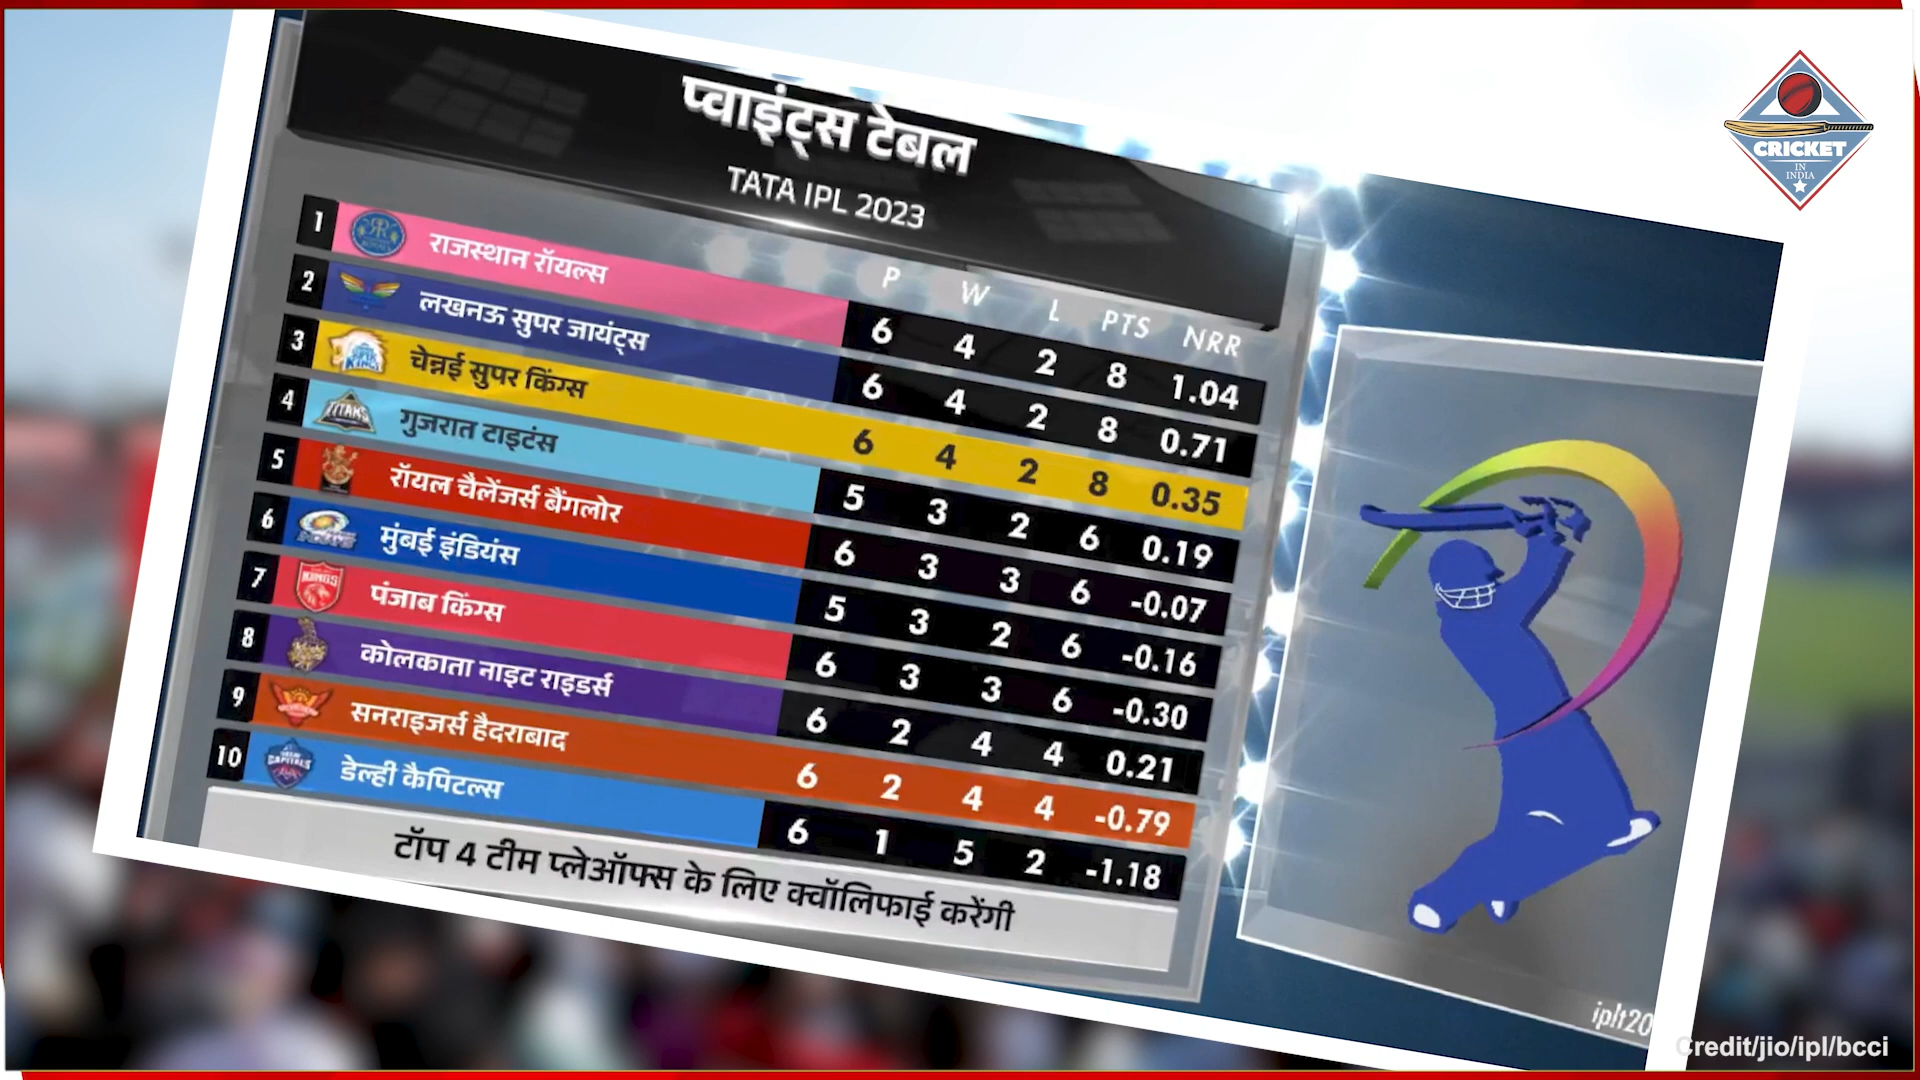 प्वाइंट्स टेबल
TATA IPL 2023
P W L PTS NRR
1 राजस्थान रॉयल्स 6 4 2 8 1.04
2 लखनऊ सुपर जायंट्स 6 4 2 8 0.71
3 चेन्नई सुपर किंग्स 6 4 2 8 0.35
4 गुजरात टाइटंस 5 3 2 6 0.19
5 रॉयल चैलेंजर्स बैंगलोर 6 3 3 6 -0.07
6 मुंबई इंडियंस 5 3 2 6 -0.16
7 पंजाब किंग्स 6 3 3 6 -0.30
8 कोलकाता नाइट राइडर्स 6 2 4 4 0.21
9 सनराइजर्स हैदराबाद 6 2 4 4 -0.79
10 डेल्ही कैपिटल्स 6 1 5 2 -1.18
टॉप 4 टीम प्लेऑफ्स के लिए क्वॉलिफाई करेंगी
CRICKET
IN
INDIA
TITANS
KINGS
CAPITALS
iplt20
Credit/jio/ipl/bcci